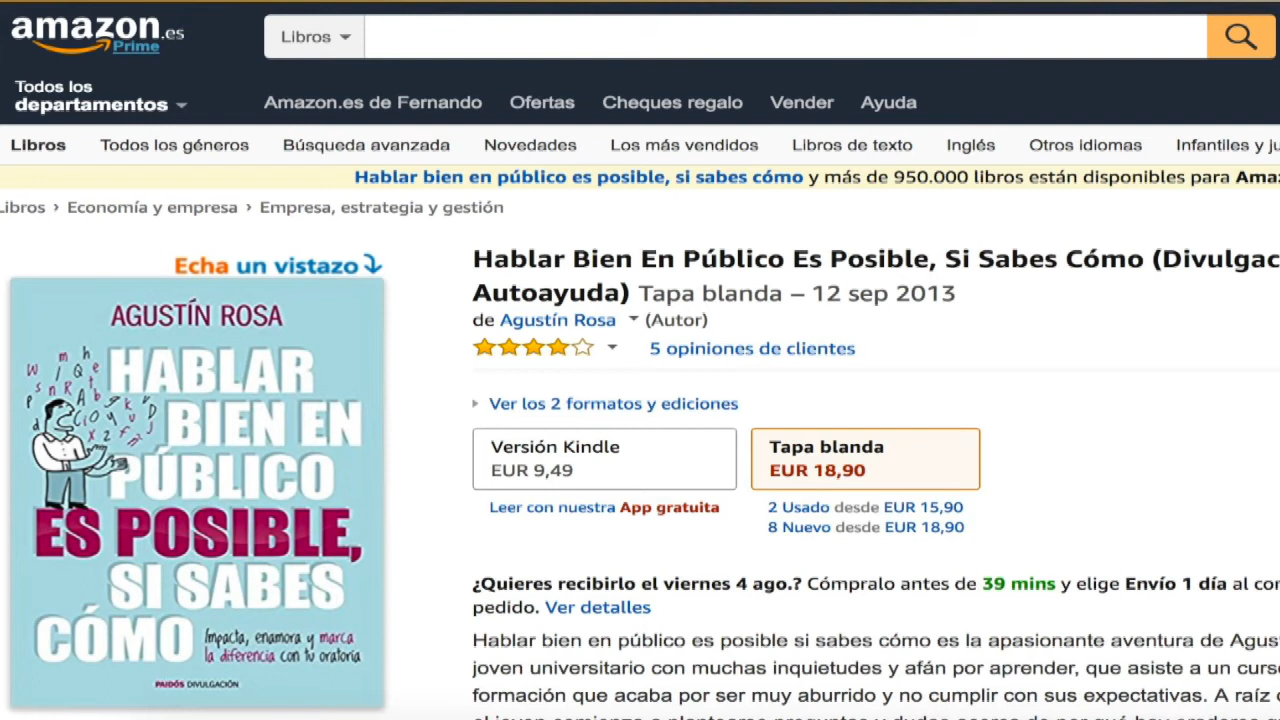 amazon.es
Prime
Libros
Todos los
departamentos
Amazon.es de Fernando Ofertas Cheques regalo Vender Ayuda
Libros Todos los géneros Búsqueda avanzada Novedades Los más vendidos Libros de texto Inglés Otros idiomas Infantiles y ju
Hablar bien en público es posible, si sabes cómo y más de 950.000 libros están disponibles para Amaz
Libros › Economía y empresa › Empresa, estrategia y gestión
Echa un vistazo
AGUSTÍN ROSA
HABLAR
BIEN EN
PÚBLICO
ES POSIBLE,
SI SABES
CÓMO
Impacta, enamora y marca
la diferencia con tu oratoria
PAIDÓS DIVULGACIÓN
Hablar Bien En Público Es Posible, Si Sabes Cómo (Divulgac
Autoayuda) Tapa blanda – 12 sep 2013
de Agustín Rosa (Autor)
5 opiniones de clientes
Ver los 2 formatos y ediciones
Versión Kindle
EUR 9,49
Leer con nuestra App gratuita
Tapa blanda
EUR 18,90
2 Usado desde EUR 15,90
8 Nuevo desde EUR 18,90
¿Quieres recibirlo el viernes 4 ago.? Cómpralo antes de 39 mins y elige Envío 1 día al co
pedido. Ver detalles
Hablar bien en público es posible si sabes cómo es la apasionante aventura de Agus
joven universitario con muchas inquietudes y afán por aprender, que asiste a un curs
formación que acaba por ser muy aburrido y no cumplir con sus expectativas. A raíz